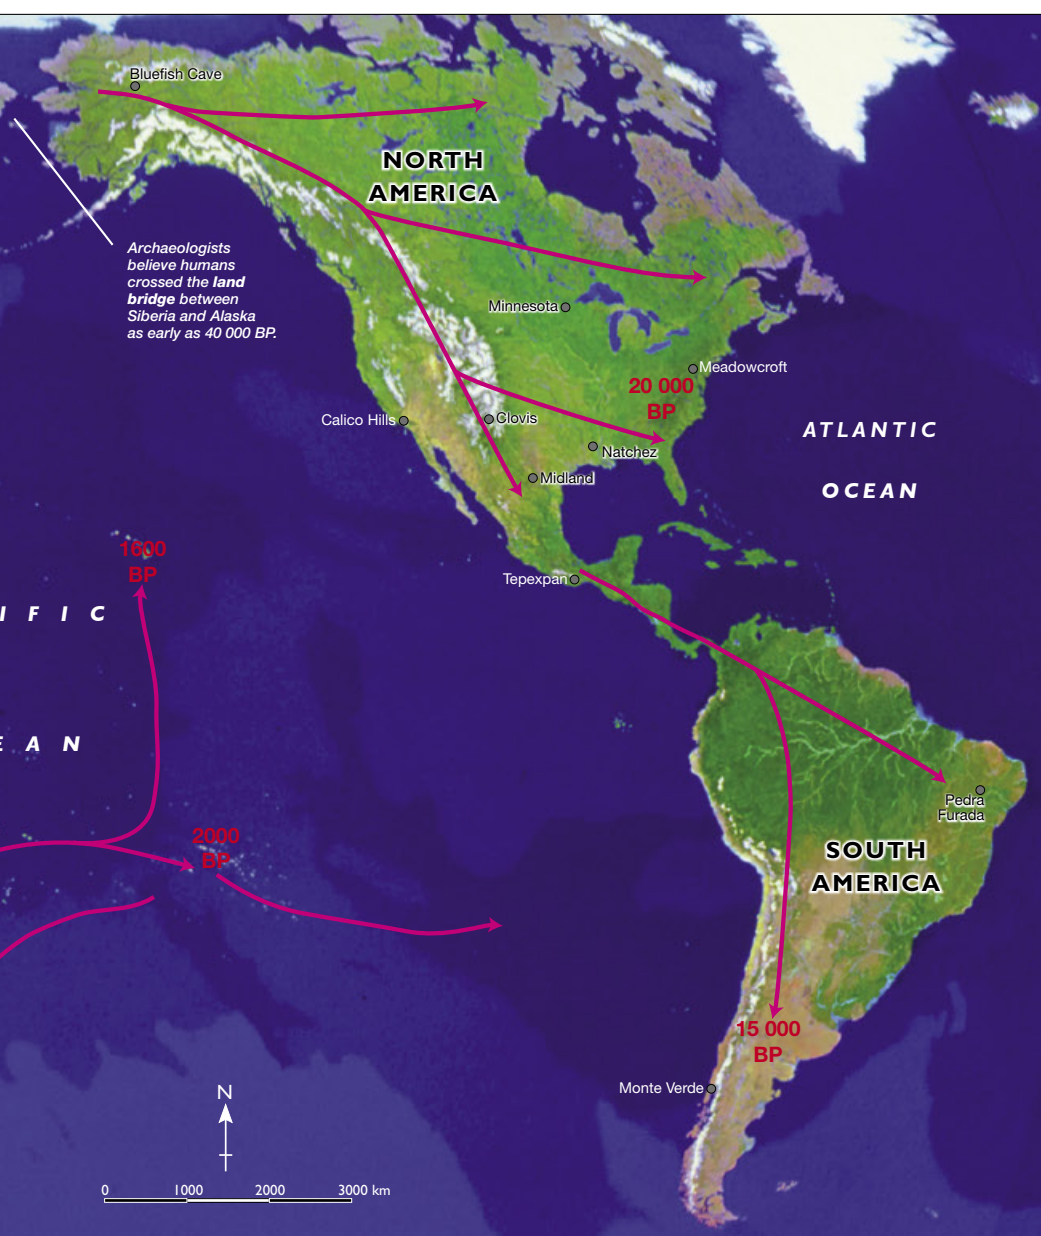 Bluefish Cave
NORTH
AMERICA
Archaeologists
believe humans
crossed the land
bridge between
Siberia and Alaska
as early as 40 000 BP.
Minnesota
Meadowcroft
20 000
BP
Calico Hills
Clovis
Natchez
Midland
ATLANTIC
OCEAN
1600
BP
Tepexpan
I F I C
E A N
Pedra
Furada
2000
BP
SOUTH
AMERICA
15 000
BP
Monte Verde
N
0 1000 2000 3000 km